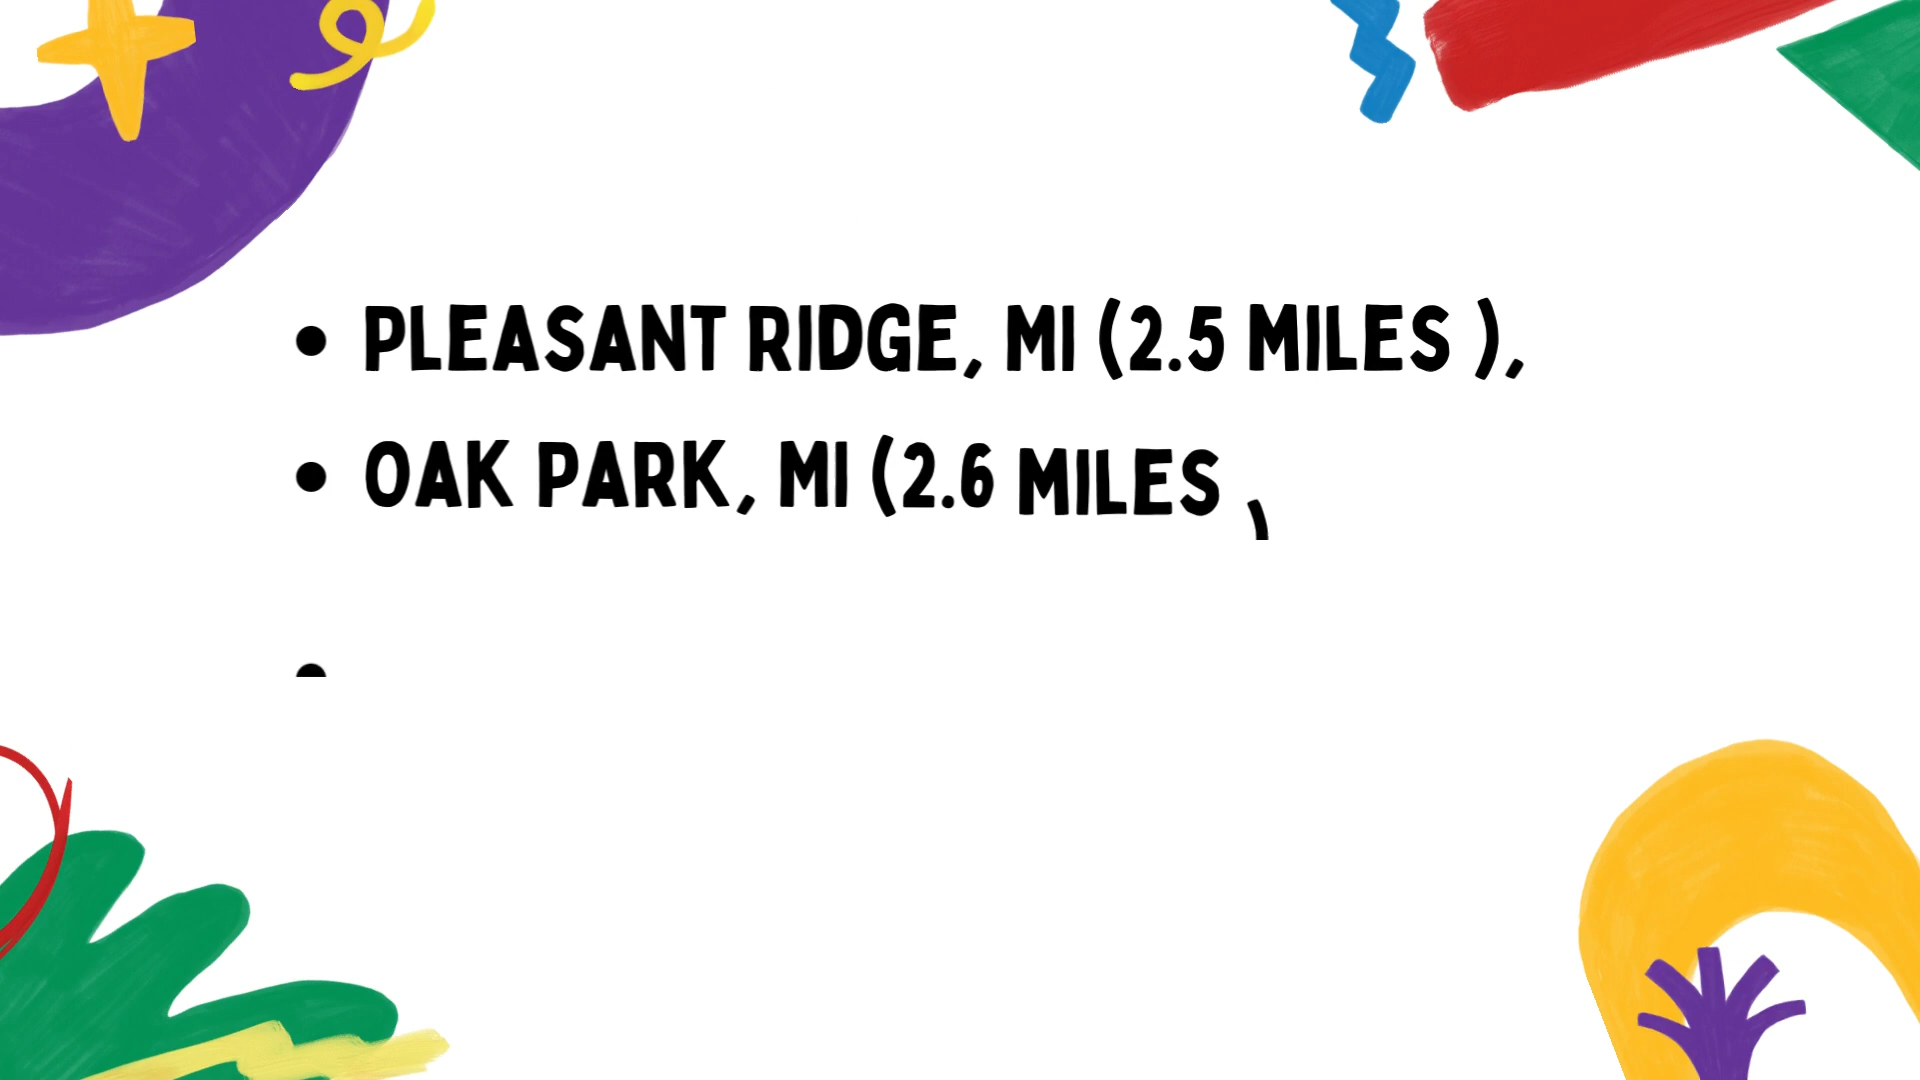 • PLEASANT RIDGE, MI (2.5 MILES ),
• OAK PARK, MI (2.6 MILES )
•